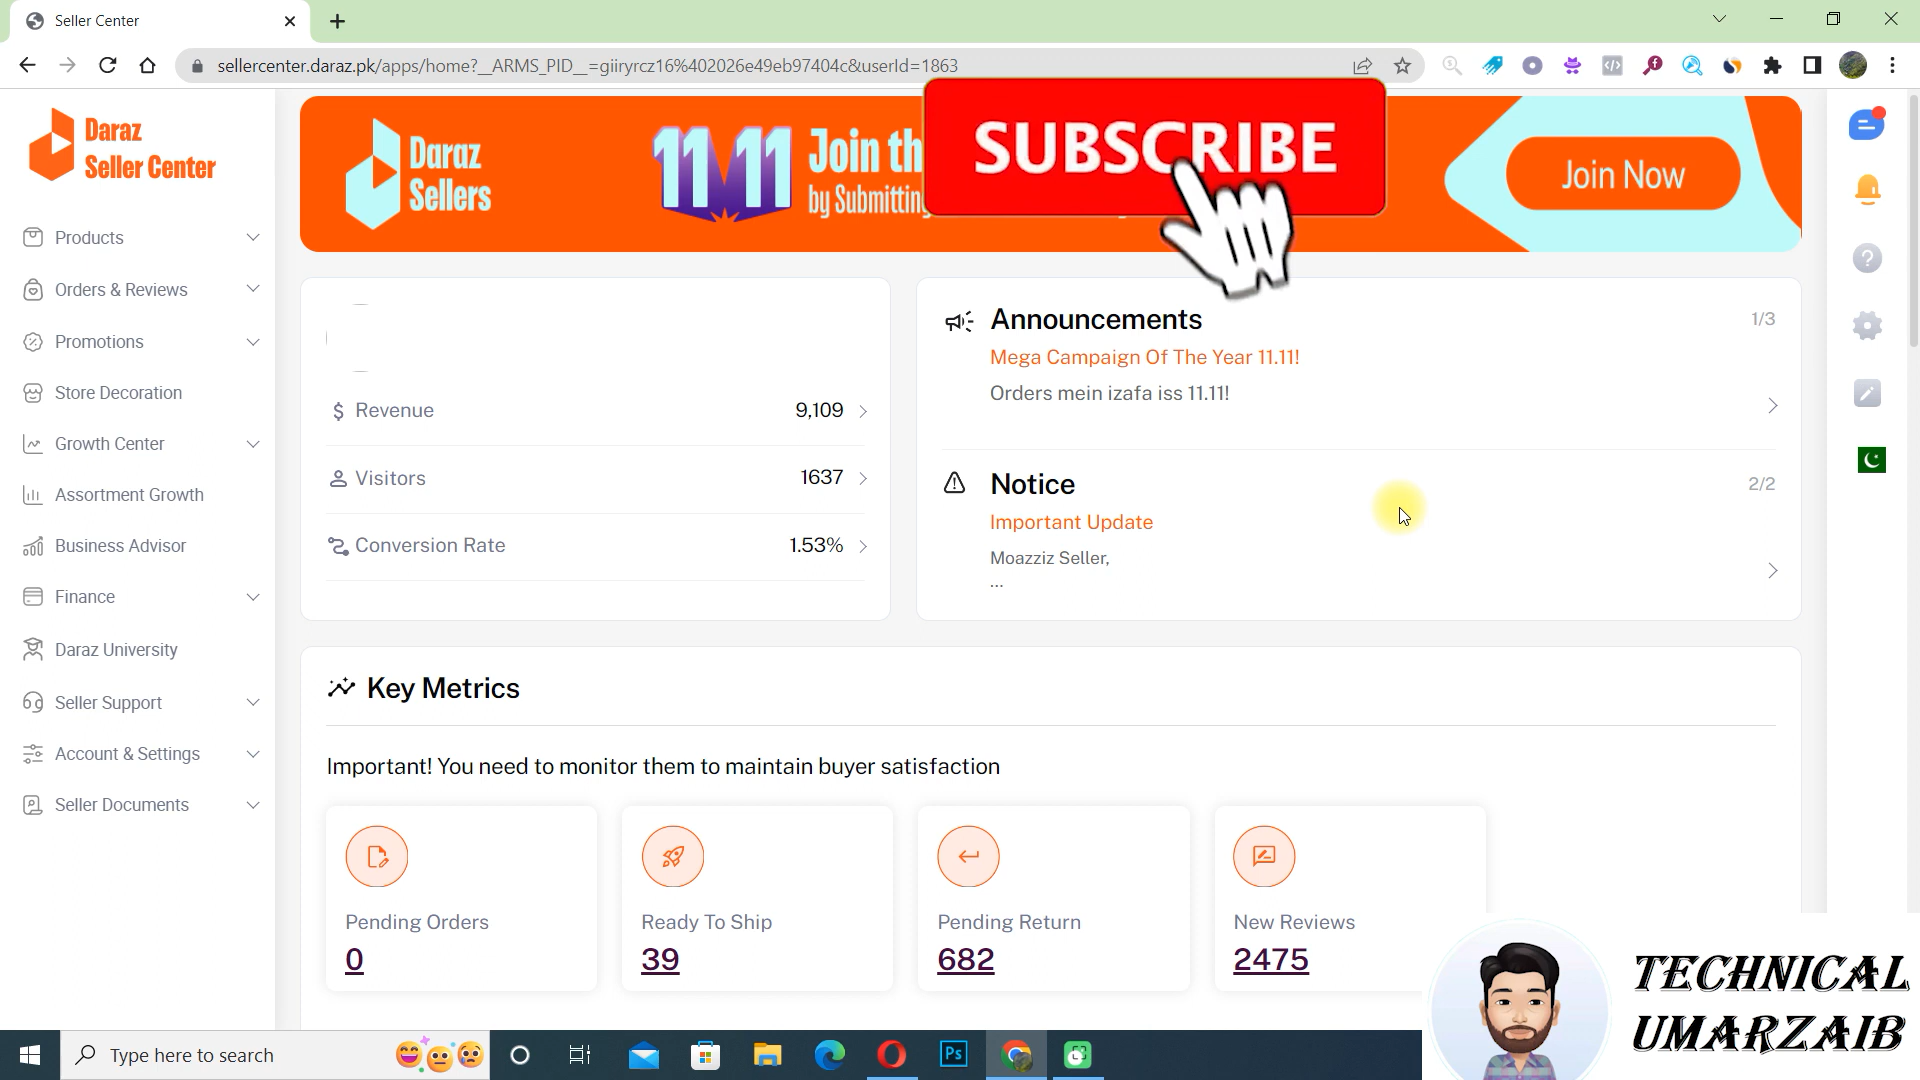 Seller Center
sellercenter.daraz.pk/apps/home?__ARMS_PID__=giiryrcz16%402026e49eb97404c&userId=1863
Daraz
Seller Center
Products
Orders & Reviews
Promotions
Store Decoration
Growth Center
Assortment Growth
Business Advisor
Finance
Daraz University
Seller Support
Account & Settings
Seller Documents
Daraz
Sellers
11 11
Join th
by Submitting
SUBSCRIBE
Join Now
Revenue
9,109
Visitors
1637
Conversion Rate
1.53%
Announcements
1/3
Mega Campaign Of The Year 11.11!
Orders mein izafa iss 11.11!
Notice
2/2
Important Update
Moazziz Seller,
...
Key Metrics
Important! You need to monitor them to maintain buyer satisfaction
Pending Orders
0
Ready To Ship
39
Pending Return
682
New Reviews
2475
TECHNICAL
UMARZAIB
Type here to search
Ps